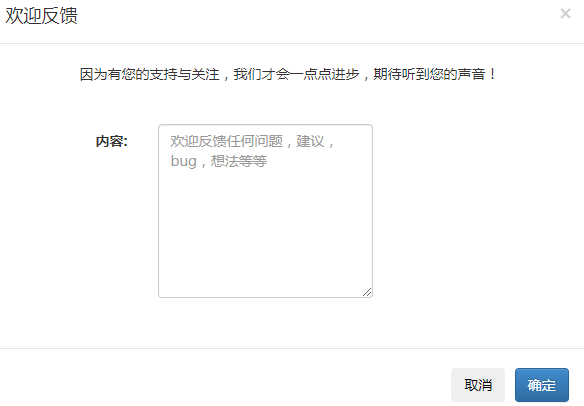 欢迎反馈
×
因为有您的支持与关注，我们才会一点点进步，期待听到您的声音！
内容:
欢迎反馈任何问题，建议，
bug，想法等等
取消 确定